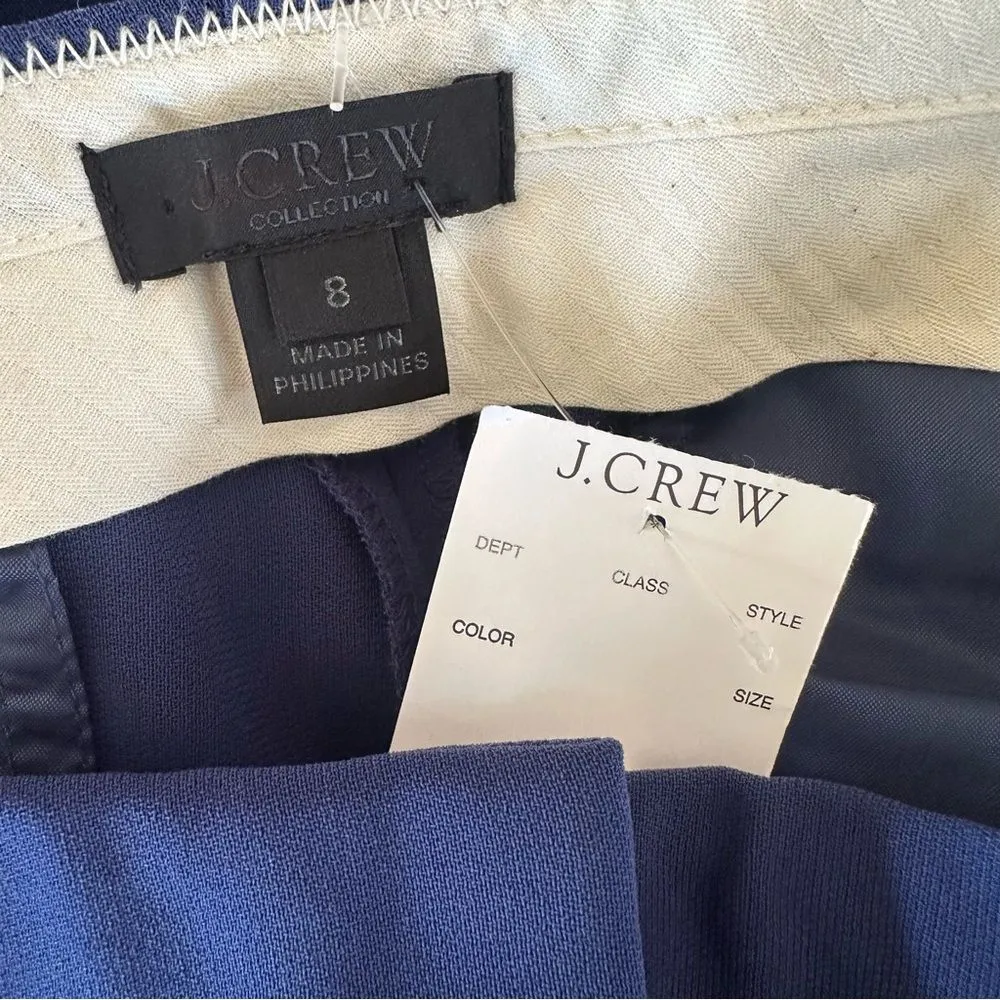 J.CREW
COLLECTION
8
MADE IN
PHILIPPINES
J.CREW
DEPT
CLASS
STYLE
COLOR
SIZE